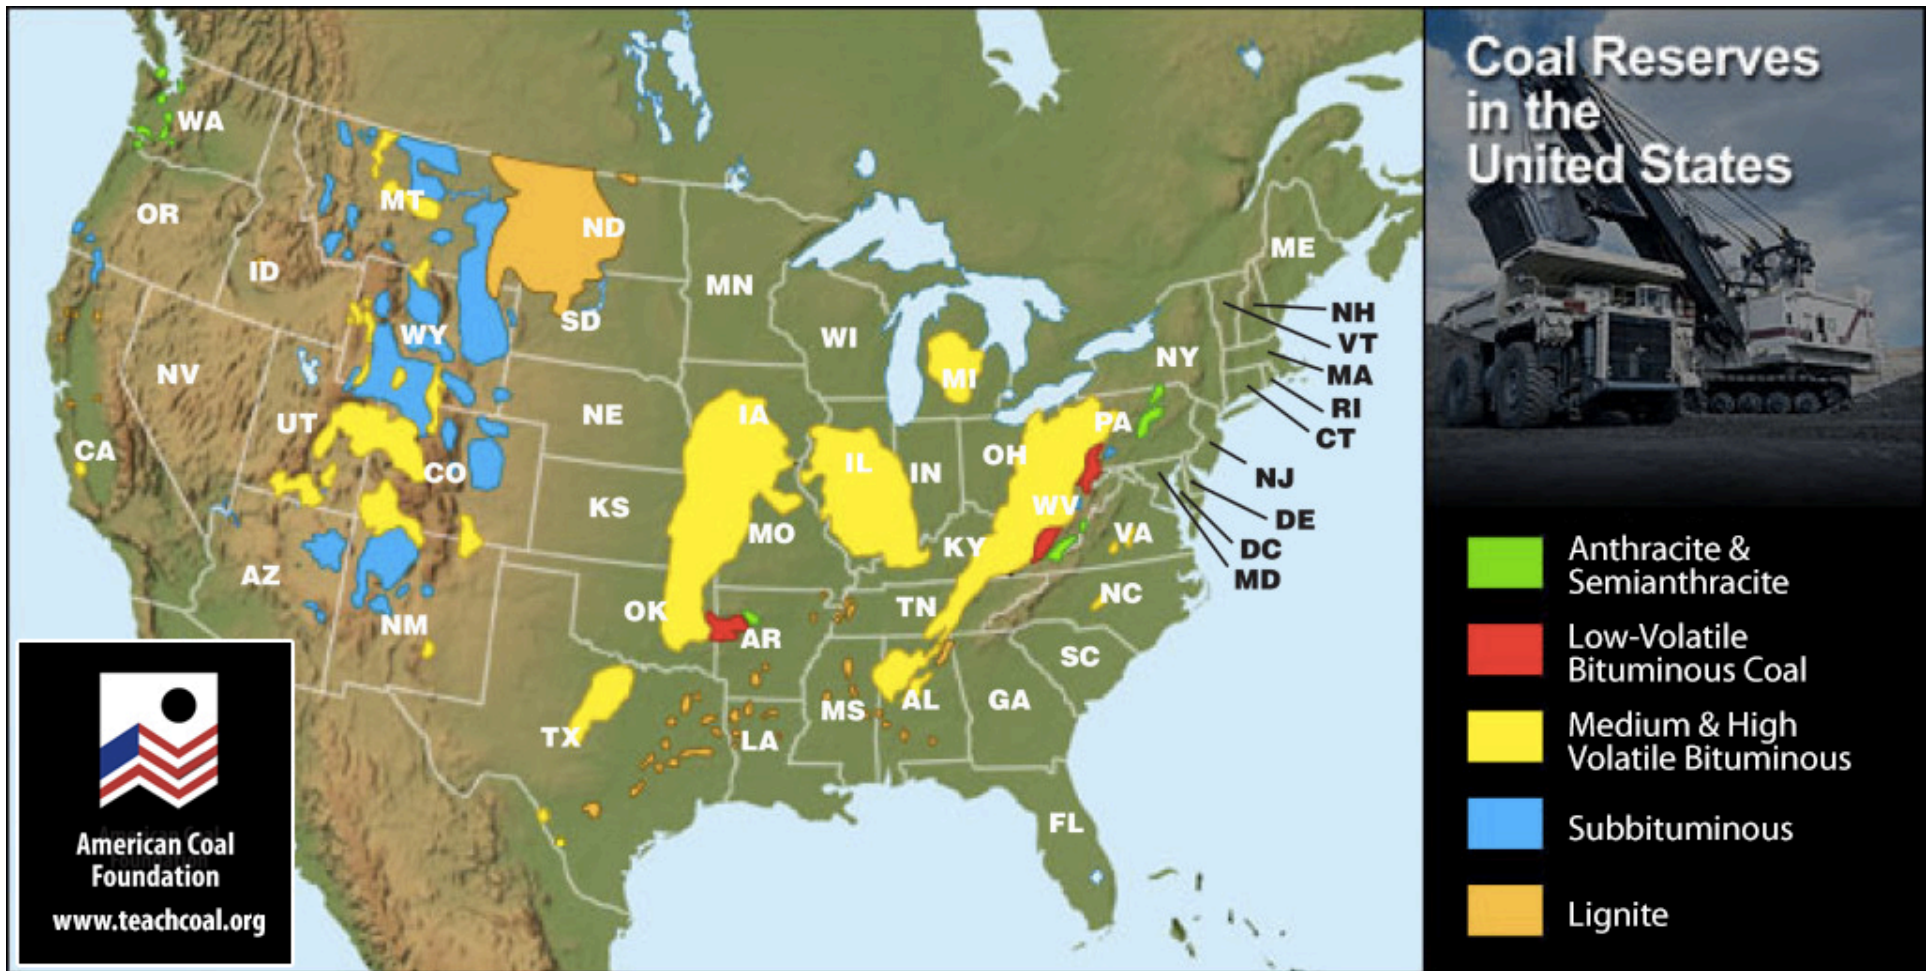 Coal Reserves
in the
United States
WA
OR
ID
MT
ND
SD
MN
WI
MI
NY
ME
NH
VT
MA
RI
CT
NJ
DE
DC
MD
NV
UT
WY
NE
IA
IL
IN
OH
PA
CA
CO
KS
MO
KY
WV
VA
AZ
NM
OK
AR
TN
NC
SC
TX
LA
MS
AL
GA
FL
Anthracite &
Semianthracite
Low-Volatile
Bituminous Coal
Medium & High
Volatile Bituminous
Subbituminous
Lignite
American Coal
Foundation
www.teachcoal.org